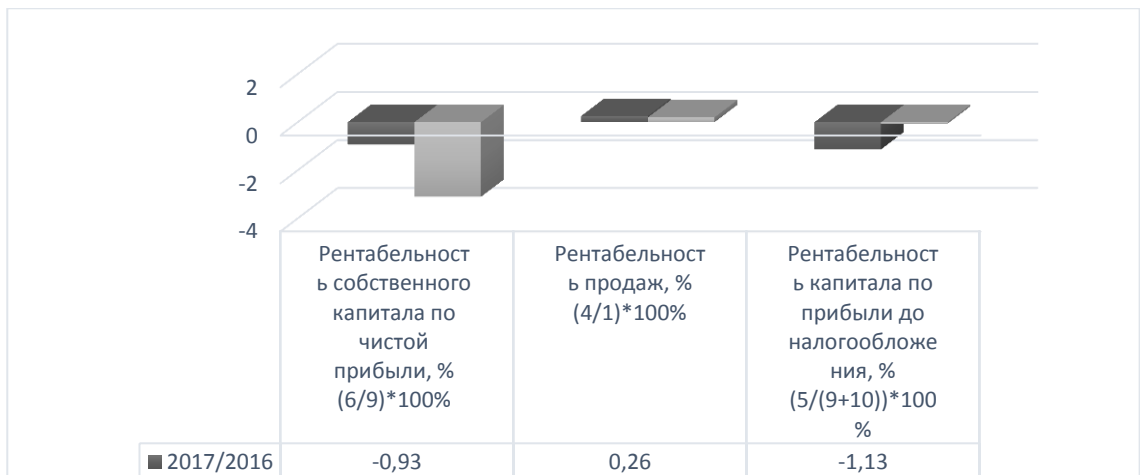 2
0
-2
-4
Рентабельност
ь собственного
капитала по
чистой
прибыли, %
(6/9)*100%
Рентабельност
ь продаж, %
(4/1)*100%
Рентабельност
ь капитала по
прибыли до
налогообложе
ния, %
(5/(9+10))*100
%
2017/2016 -0,93 0,26 -1,13